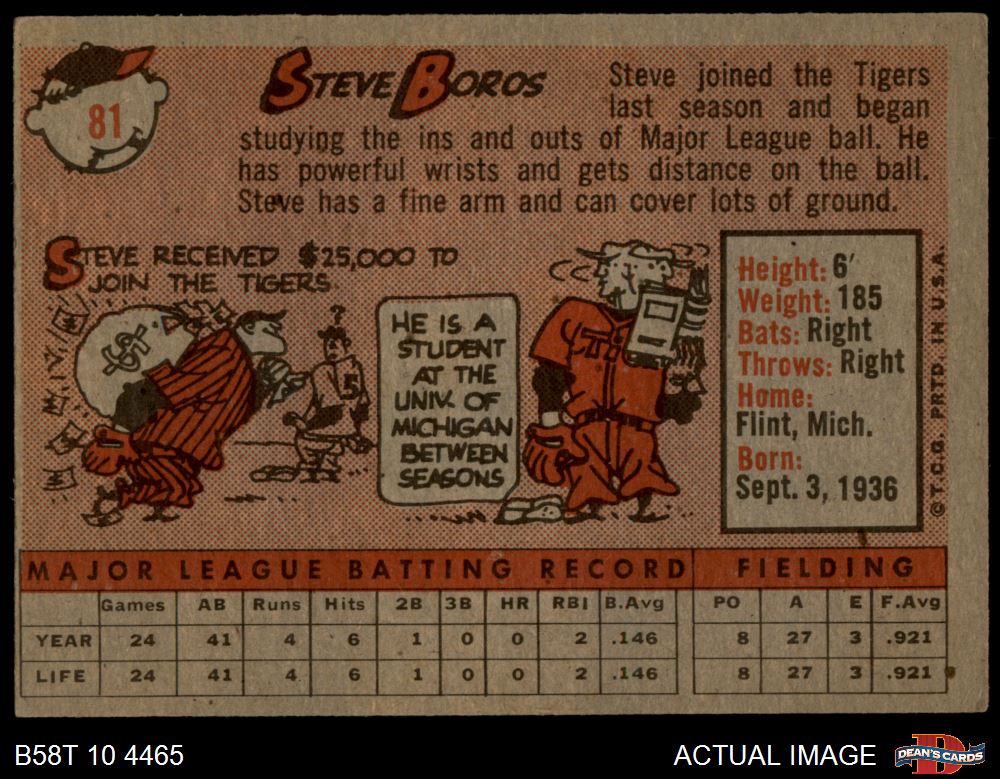 81
STEVE BOROS
Steve joined the Tigers
last season and began
studying the ins and outs of Major League ball. He
has powerful wrists and gets distance on the ball.
Steve has a fine arm and can cover lots of ground.
STEVE RECEIVED $25,000 TO
JOIN THE TIGERS
$
?
5
HE IS A
STUDENT
AT THE
UNIV. OF
MICHIGAN
BETWEEN
SEASONS
T
Height: 6'
Weight: 185
Bats: Right
Throws: Right
Home:
Flint, Mich.
Born:
Sept. 3, 1936
© T.C.G. PRTD. IN U.S.A.
MAJOR LEAGUE BATTING RECORD FIELDING
Games AB Runs Hits 2B 3B HR RBI B.Avg PO A E F.Avg
YEAR 24 41 4 6 1 0 0 2 .146 8 27 3 .921
LIFE 24 41 4 6 1 0 0 2 .146 8 27 3 .921
B58T 10 4465 ACTUAL IMAGE D DEAN'S CARDS